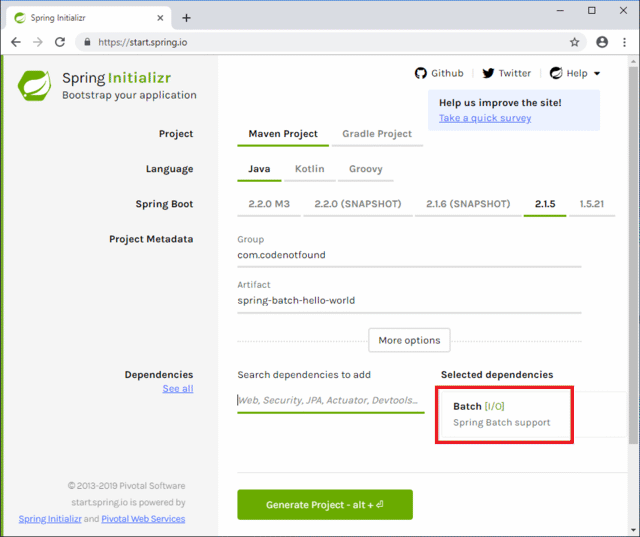 Spring Initializr
https://start.spring.io
Spring Initializr
Bootstrap your application
Github
Twitter
Help
Help us improve the site!
Take a quick survey
Project
Maven Project
Gradle Project
Language
Java
Kotlin
Groovy
Spring Boot
2.2.0 M3
2.2.0 (SNAPSHOT)
2.1.6 (SNAPSHOT)
2.1.5
1.5.21
Project Metadata
Group
com.codenotfound
Artifact
spring-batch-hello-world
More options
Dependencies
See all
Search dependencies to add
Web, Security, JPA, Actuator, Devtools...
Selected dependencies
Batch [I/O]
Spring Batch support
© 2013-2019 Pivotal Software
start.spring.io is powered by
Spring Initializr and Pivotal Web Services
Generate Project - alt + ⏎